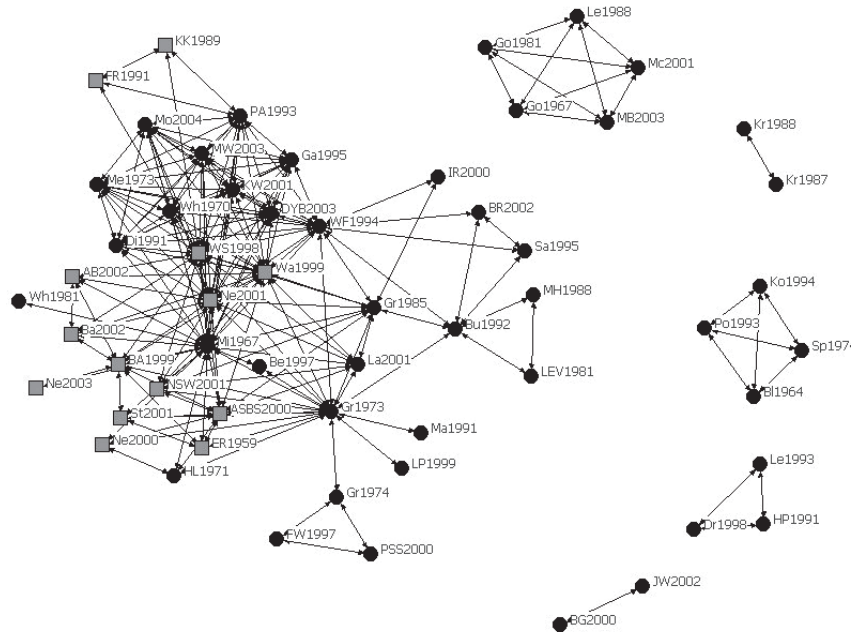 Le1988
KK1989
Go1981
Mc2001
FR1991
PA1993
Mo2004
Go1967
MB2003
Kr1988
MW2003
Ga1995
IR2000
Kr1987
Me1973
KW2001
Wh1970
DYB2003
BR2002
WF1994
Di1991
WS1998
Sa1995
AB2002
Wa1999
Ko1994
Wh1981
Ne2001
MH1988
Gr1985
Po1993
Bu1992
Ba2002
Mi1967
Sp1974
BA1999
Be1997
La2001
LEV1981
Ne2003
NSW2001
Bl1964
St2001
ASBS2000
Gr1973
Ma1991
Ne2000
ER1959
LP1999
Le1993
HL1971
Gr1974
HP1991
Dr1998
FW1997
PSS2000
JW2002
BG2000